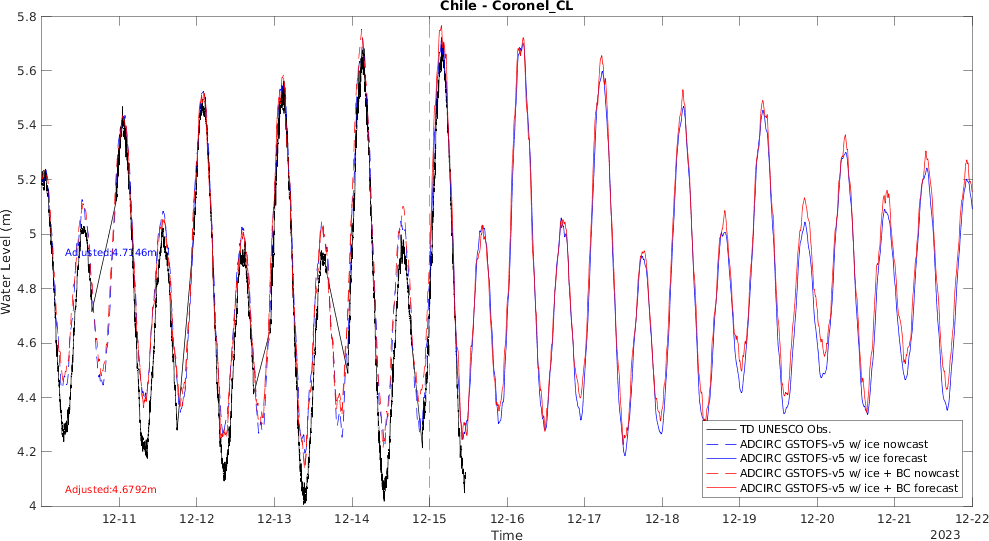 Chile - Coronel_CL
Water Level (m)
5.8
5.6
5.4
5.2
5
4.8
4.6
4.4
4.2
4
Adjusted:4.7146m
Adjusted:4.6792m
TD UNESCO Obs.
ADCIRC GSTOFS-v5 w/ ice nowcast
ADCIRC GSTOFS-v5 w/ ice forecast
ADCIRC GSTOFS-v5 w/ ice + BC nowcast
ADCIRC GSTOFS-v5 w/ ice + BC forecast
12-11 12-12 12-13 12-14 12-15 12-16 12-17 12-18 12-19 12-20 12-21 12-22
Time
2023